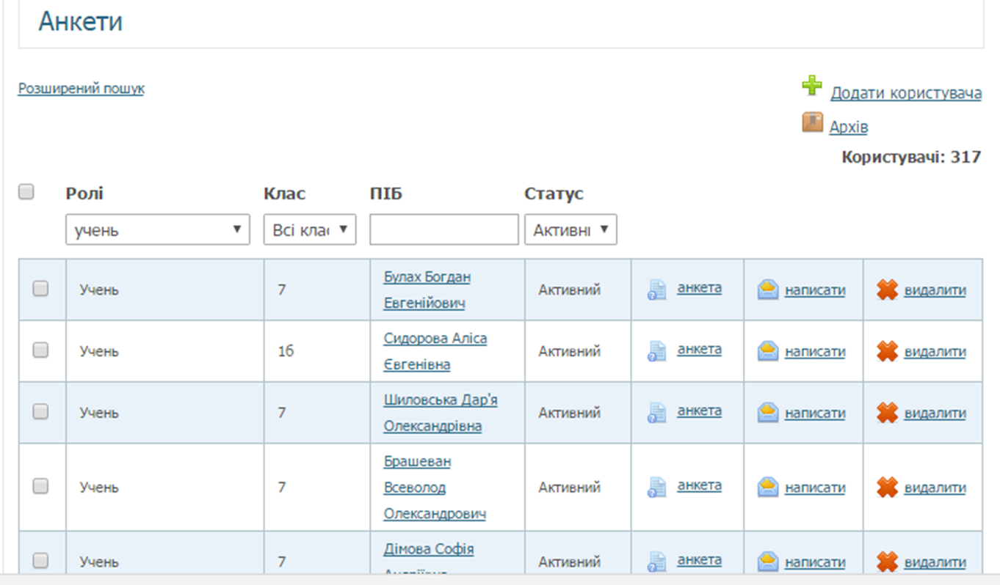 Анкети
Розширений пошук
Додати користувача
Архів
Користувачі: 317
Ролі Клас ПІБ Статус
учень Всі клас Активні
Учень 7 Булах Богдан Евгенійович Активний анкета написати видалити
Учень 1б Сидорова Аліса Євгенівна Активний анкета написати видалити
Учень 7 Шиловська Дар'я Олександрівна Активний анкета написати видалити
Учень 7 Брашеван Всеволод Олександрович Активний анкета написати видалити
Учень 7 Дімова Софія Активний анкета написати видалити